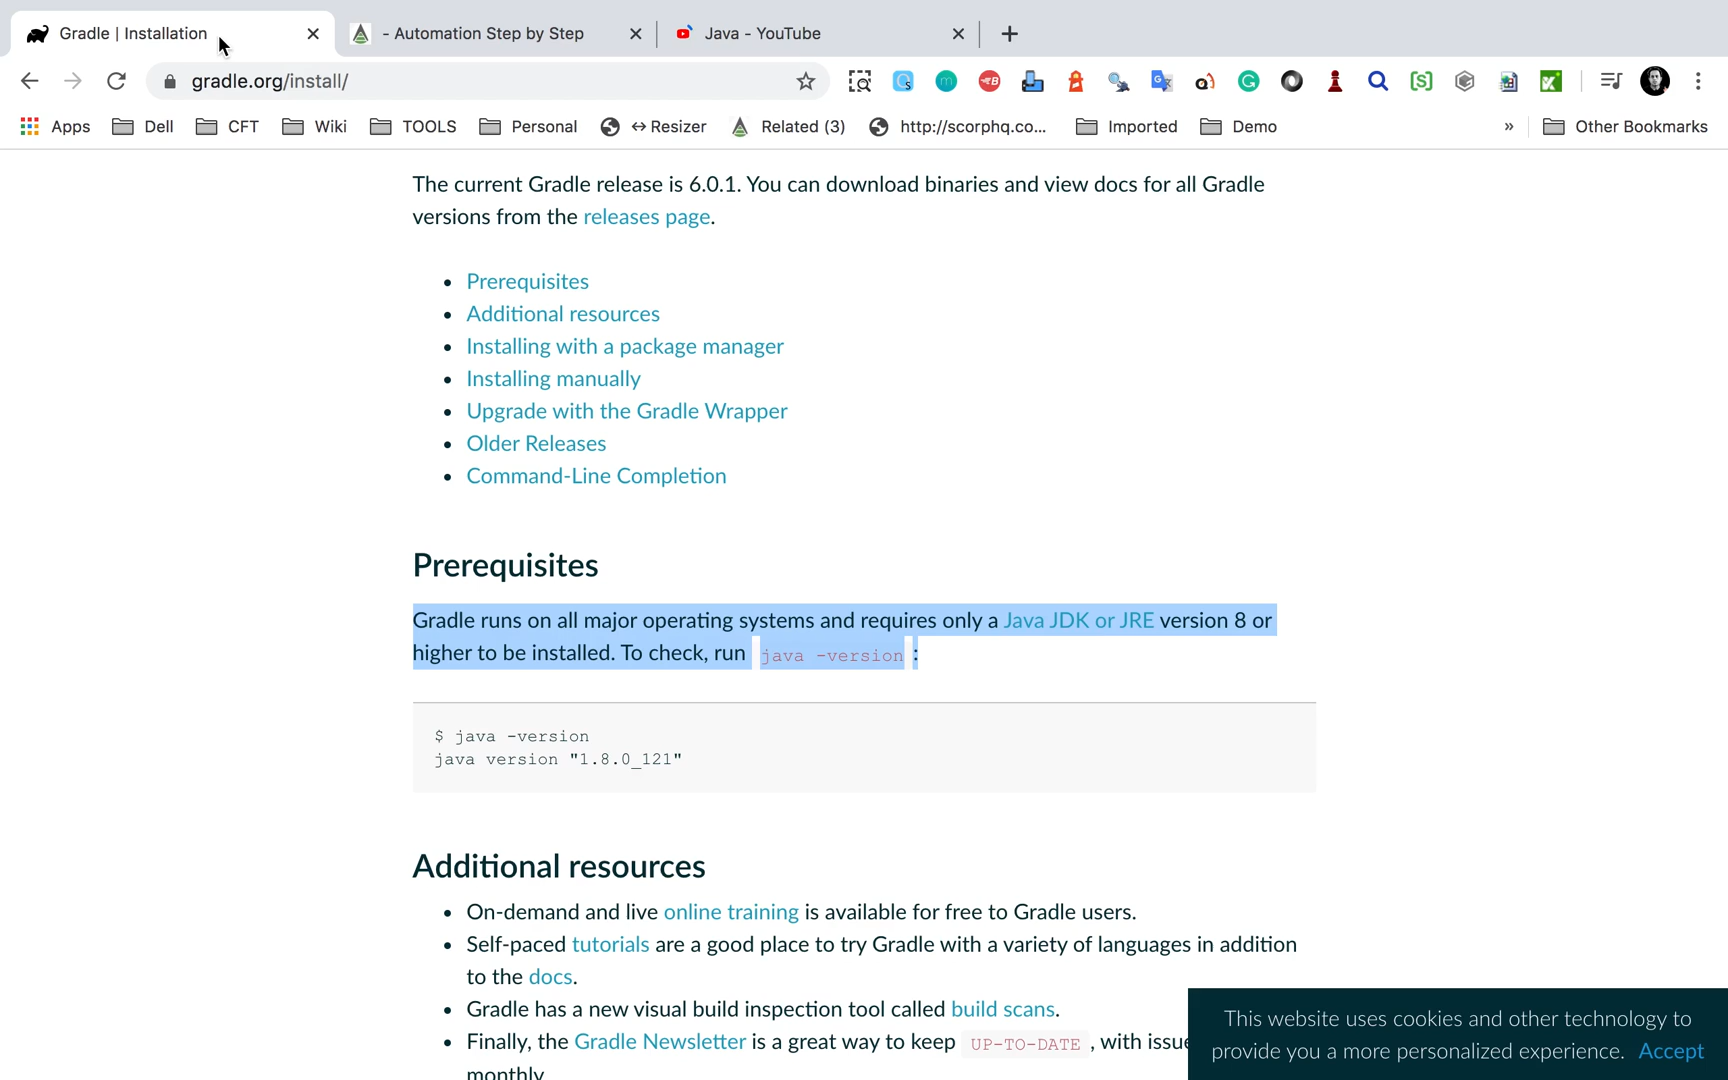 Gradle | Installation
- Automation Step by Step
Java - YouTube
gradle.org/install/
Apps Dell CFT Wiki TOOLS Personal ↔Resizer Related (3) http://scorphq.co... Imported Demo » Other Bookmarks
The current Gradle release is 6.0.1. You can download binaries and view docs for all Gradle
versions from the releases page.
• Prerequisites
• Additional resources
• Installing with a package manager
• Installing manually
• Upgrade with the Gradle Wrapper
• Older Releases
• Command-Line Completion
Prerequisites
Gradle runs on all major operating systems and requires only a Java JDK or JRE version 8 or
higher to be installed. To check, run java -version :
$ java -version
java version "1.8.0_121"
Additional resources
• On-demand and live online training is available for free to Gradle users.
• Self-paced tutorials are a good place to try Gradle with a variety of languages in addition
to the docs.
• Gradle has a new visual build inspection tool called build scans.
• Finally, the Gradle Newsletter is a great way to keep UP-TO-DATE , with issue
monthly
This website uses cookies and other technology to
provide you a more personalized experience. Accept